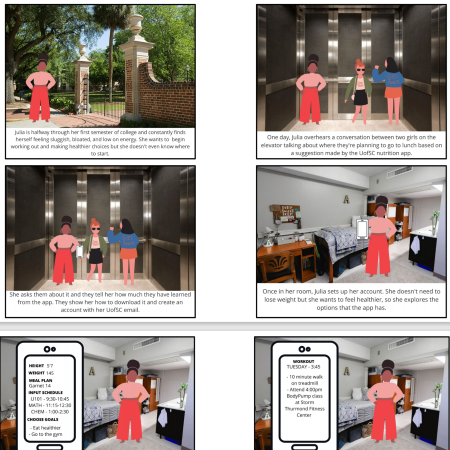 Julia is halfway through her first semester of college and constantly finds
herself feeling sluggish, bloated, and low on energy. She wants to begin
working out and making healthier choices but she doesn't even know where
to start.
One day, Julia overhears a conversation between two girls on the
elevator talking about where they're planning to go to lunch based on
a suggestion made by the UofSC nutrition app.
She asks them about it and they tell her how much they have learned
from the app. They show her how to download it and create an
account with her UofSC email.
Once in her room, Julia sets up her account. She doesn't need to
lose weight but she wants to feel healthier, so she explores the
options that the app has.
HEIGHT 5'7
WEIGHT 145
MEAL PLAN
Garnet 14
INPUT SCHEDULE
U101 - 9:30-10:45
MATH - 11:15-12:30
CHEM - 1:00-2:30
CHOOSE GOALS
- Eat healthier
- Go to the gym
WORKOUT
TUESDAY - 3:45
- 10 minute walk
on treadmill
- Attend 4:00pm
BodyPump class
at Storm
Thurmond Fitness
Center